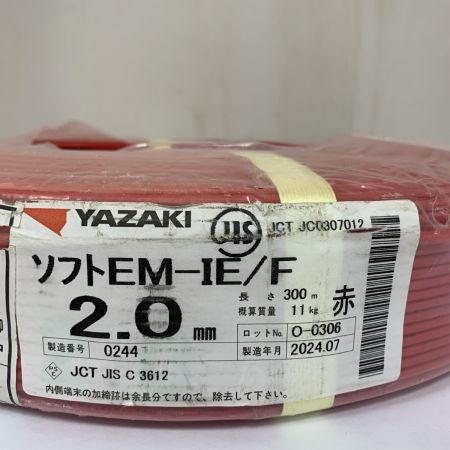 YAZAKI JIS JCT JC0307012
ソフトEM-IE/F
2.0mm
長さ 300m
概算質量 11kg
赤
ロットNo. O-0306
製造番号 0244 製造年月 2024.07
PSE JCT JIS C 3612
内側端末の加締跡は余長分ですので、除去して下さい。